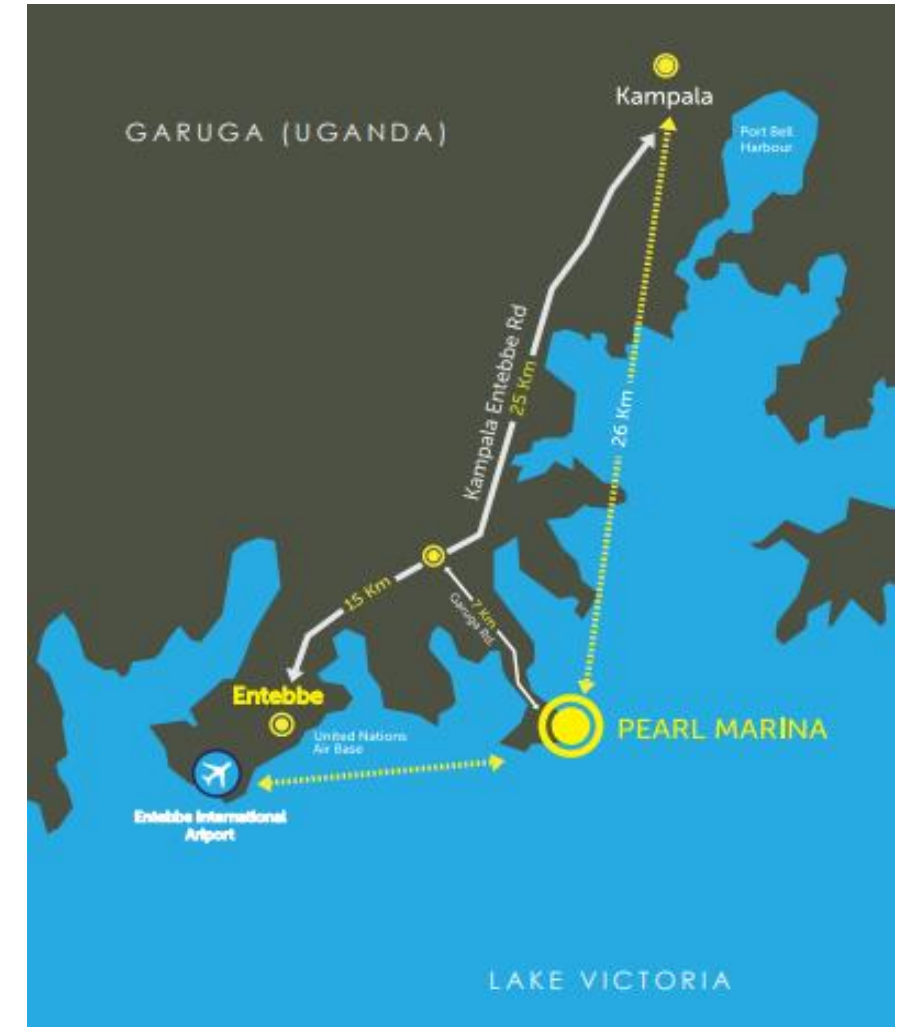 Kampala
GARUGA (UGANDA)
Port Bell
Harbour
Kampala Entebbe Rd
25 Km
26 Km
15 Km
7 Km
Garuga Rd
Entebbe
United Nations
Air Base
PEARL MARINA
Entebbe International
Ariport
LAKE VICTORIA